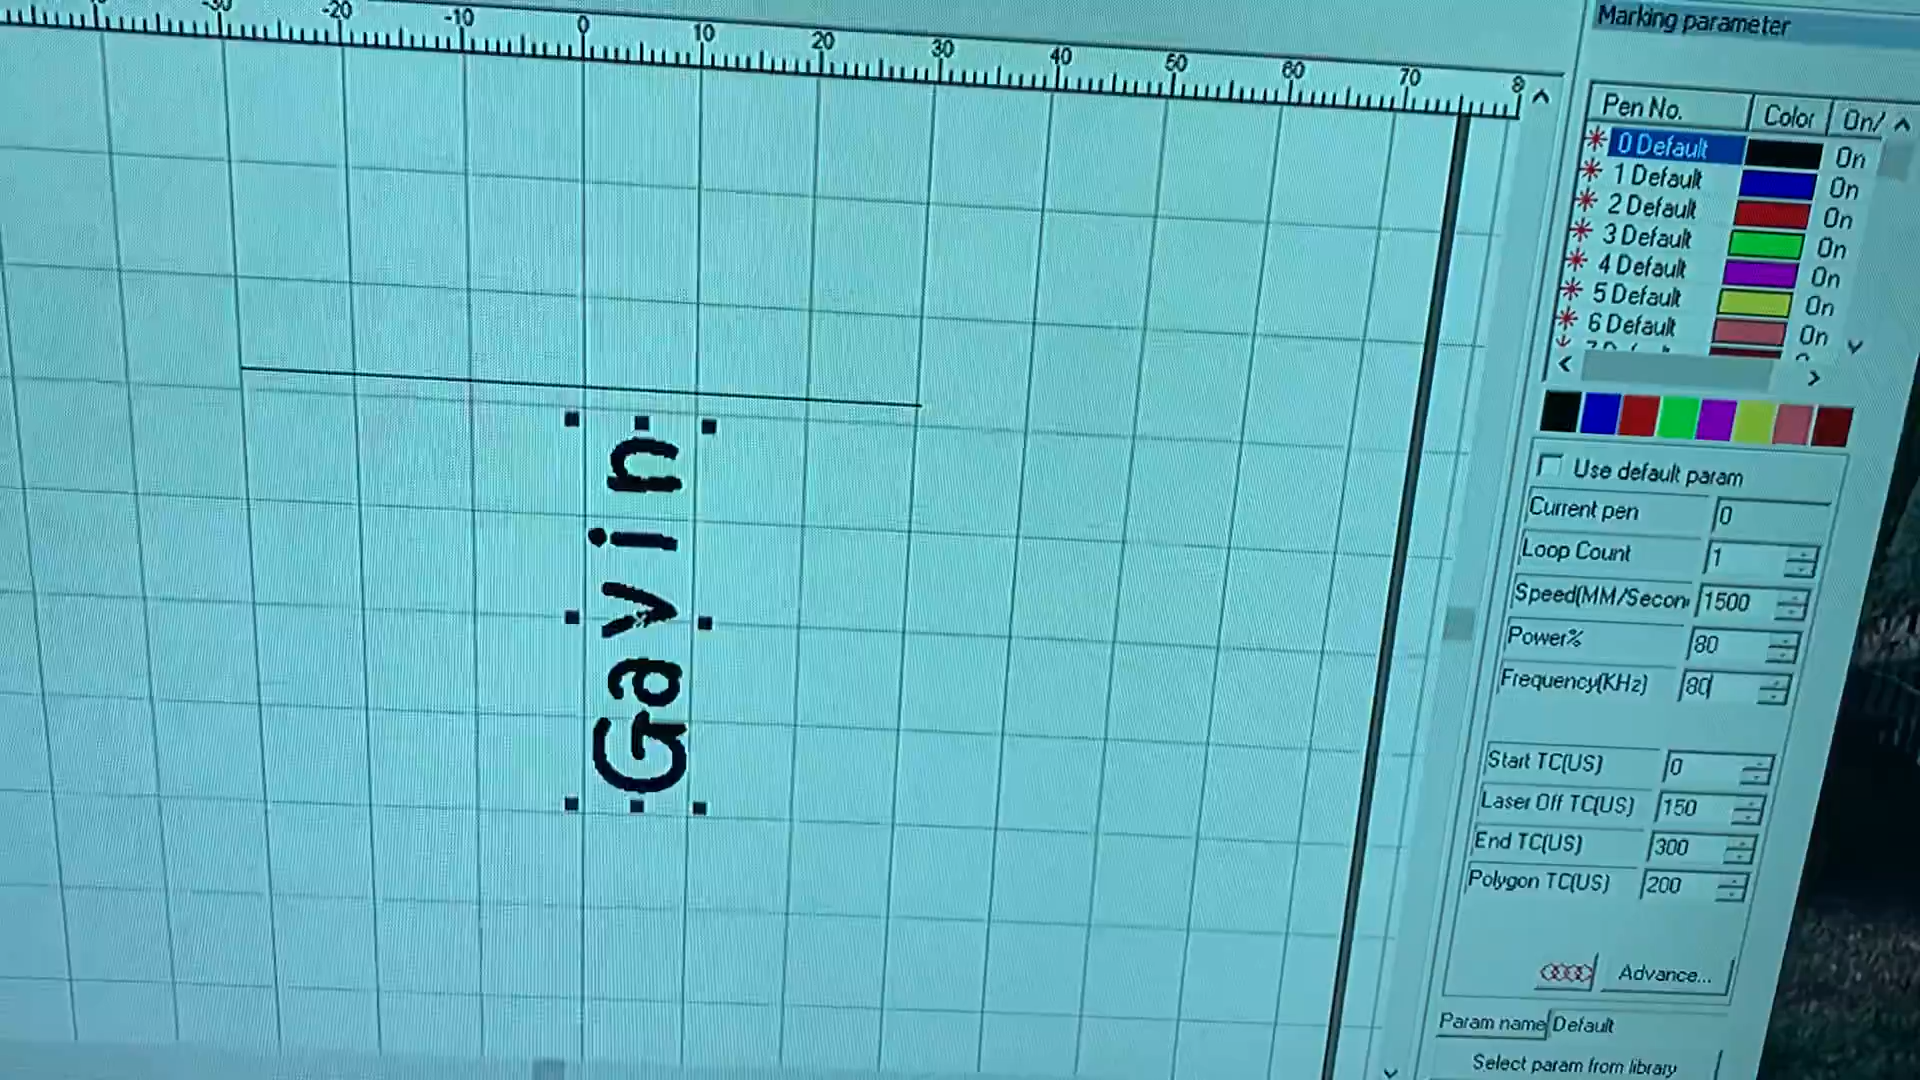 -30 -20 -10 0 10 20 30 40 50 60 70 8
Marking parameter
Pen No. Color On/
0 Default On
1 Default On
2 Default On
3 Default On
4 Default On
5 Default On
6 Default On
Gavin
Use default param
Current pen 0
Loop Count 1
Speed(MM/Secon 1500
Power% 80
Frequency(KHz) 80
Start TC(US) 0
Laser Off TC(US) 150
End TC(US) 300
Polygon TC(US) 200
Advance...
Param name Default
Select param from library